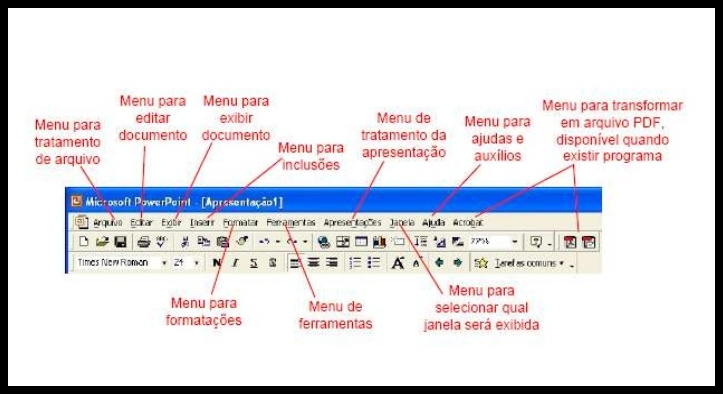 Menu para
tratamento
de arquivo
Menu para
editar
documento
Menu para
exibir
documento
Menu para
inclusões
Menu de
tratamento da
apresentação
Menu para
ajudas e
auxílios
Menu para transformar
em arquivo PDF,
disponível quando
existir programa
Microsoft PowerPoint - [Apresentação1]
Arquivo Editar Exibir Inserir Formatar Ferramentas Apresentações Janela Ajuda Acrobat
Times New Roman 24 N I S S A A Tarefas comuns
Menu para
formatações
Menu de
ferramentas
Menu para
selecionar qual
janela será exibida